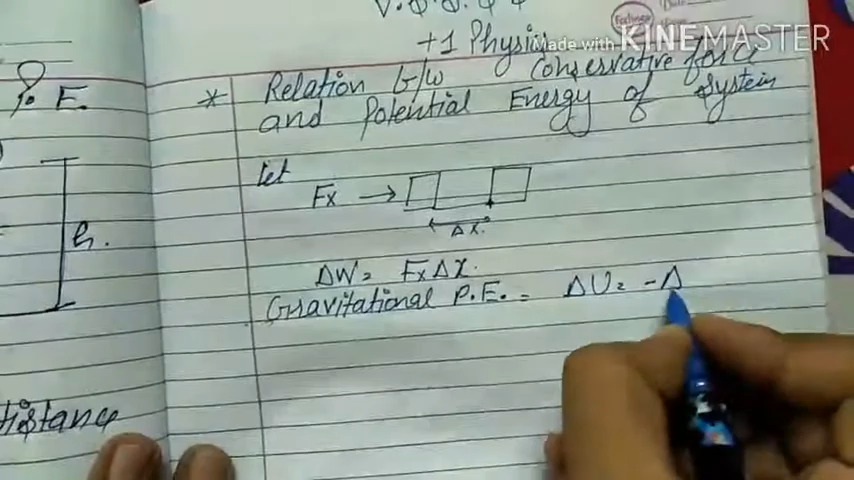 +1 Physics
Made with KINEMASTER
* Relation b/w Conservative force
and Potential Energy of System
P.E.
let
Fx →
Δx.
h.
ΔW = FxΔx.
Gravitational P.E. = ΔU = -Δ
distance